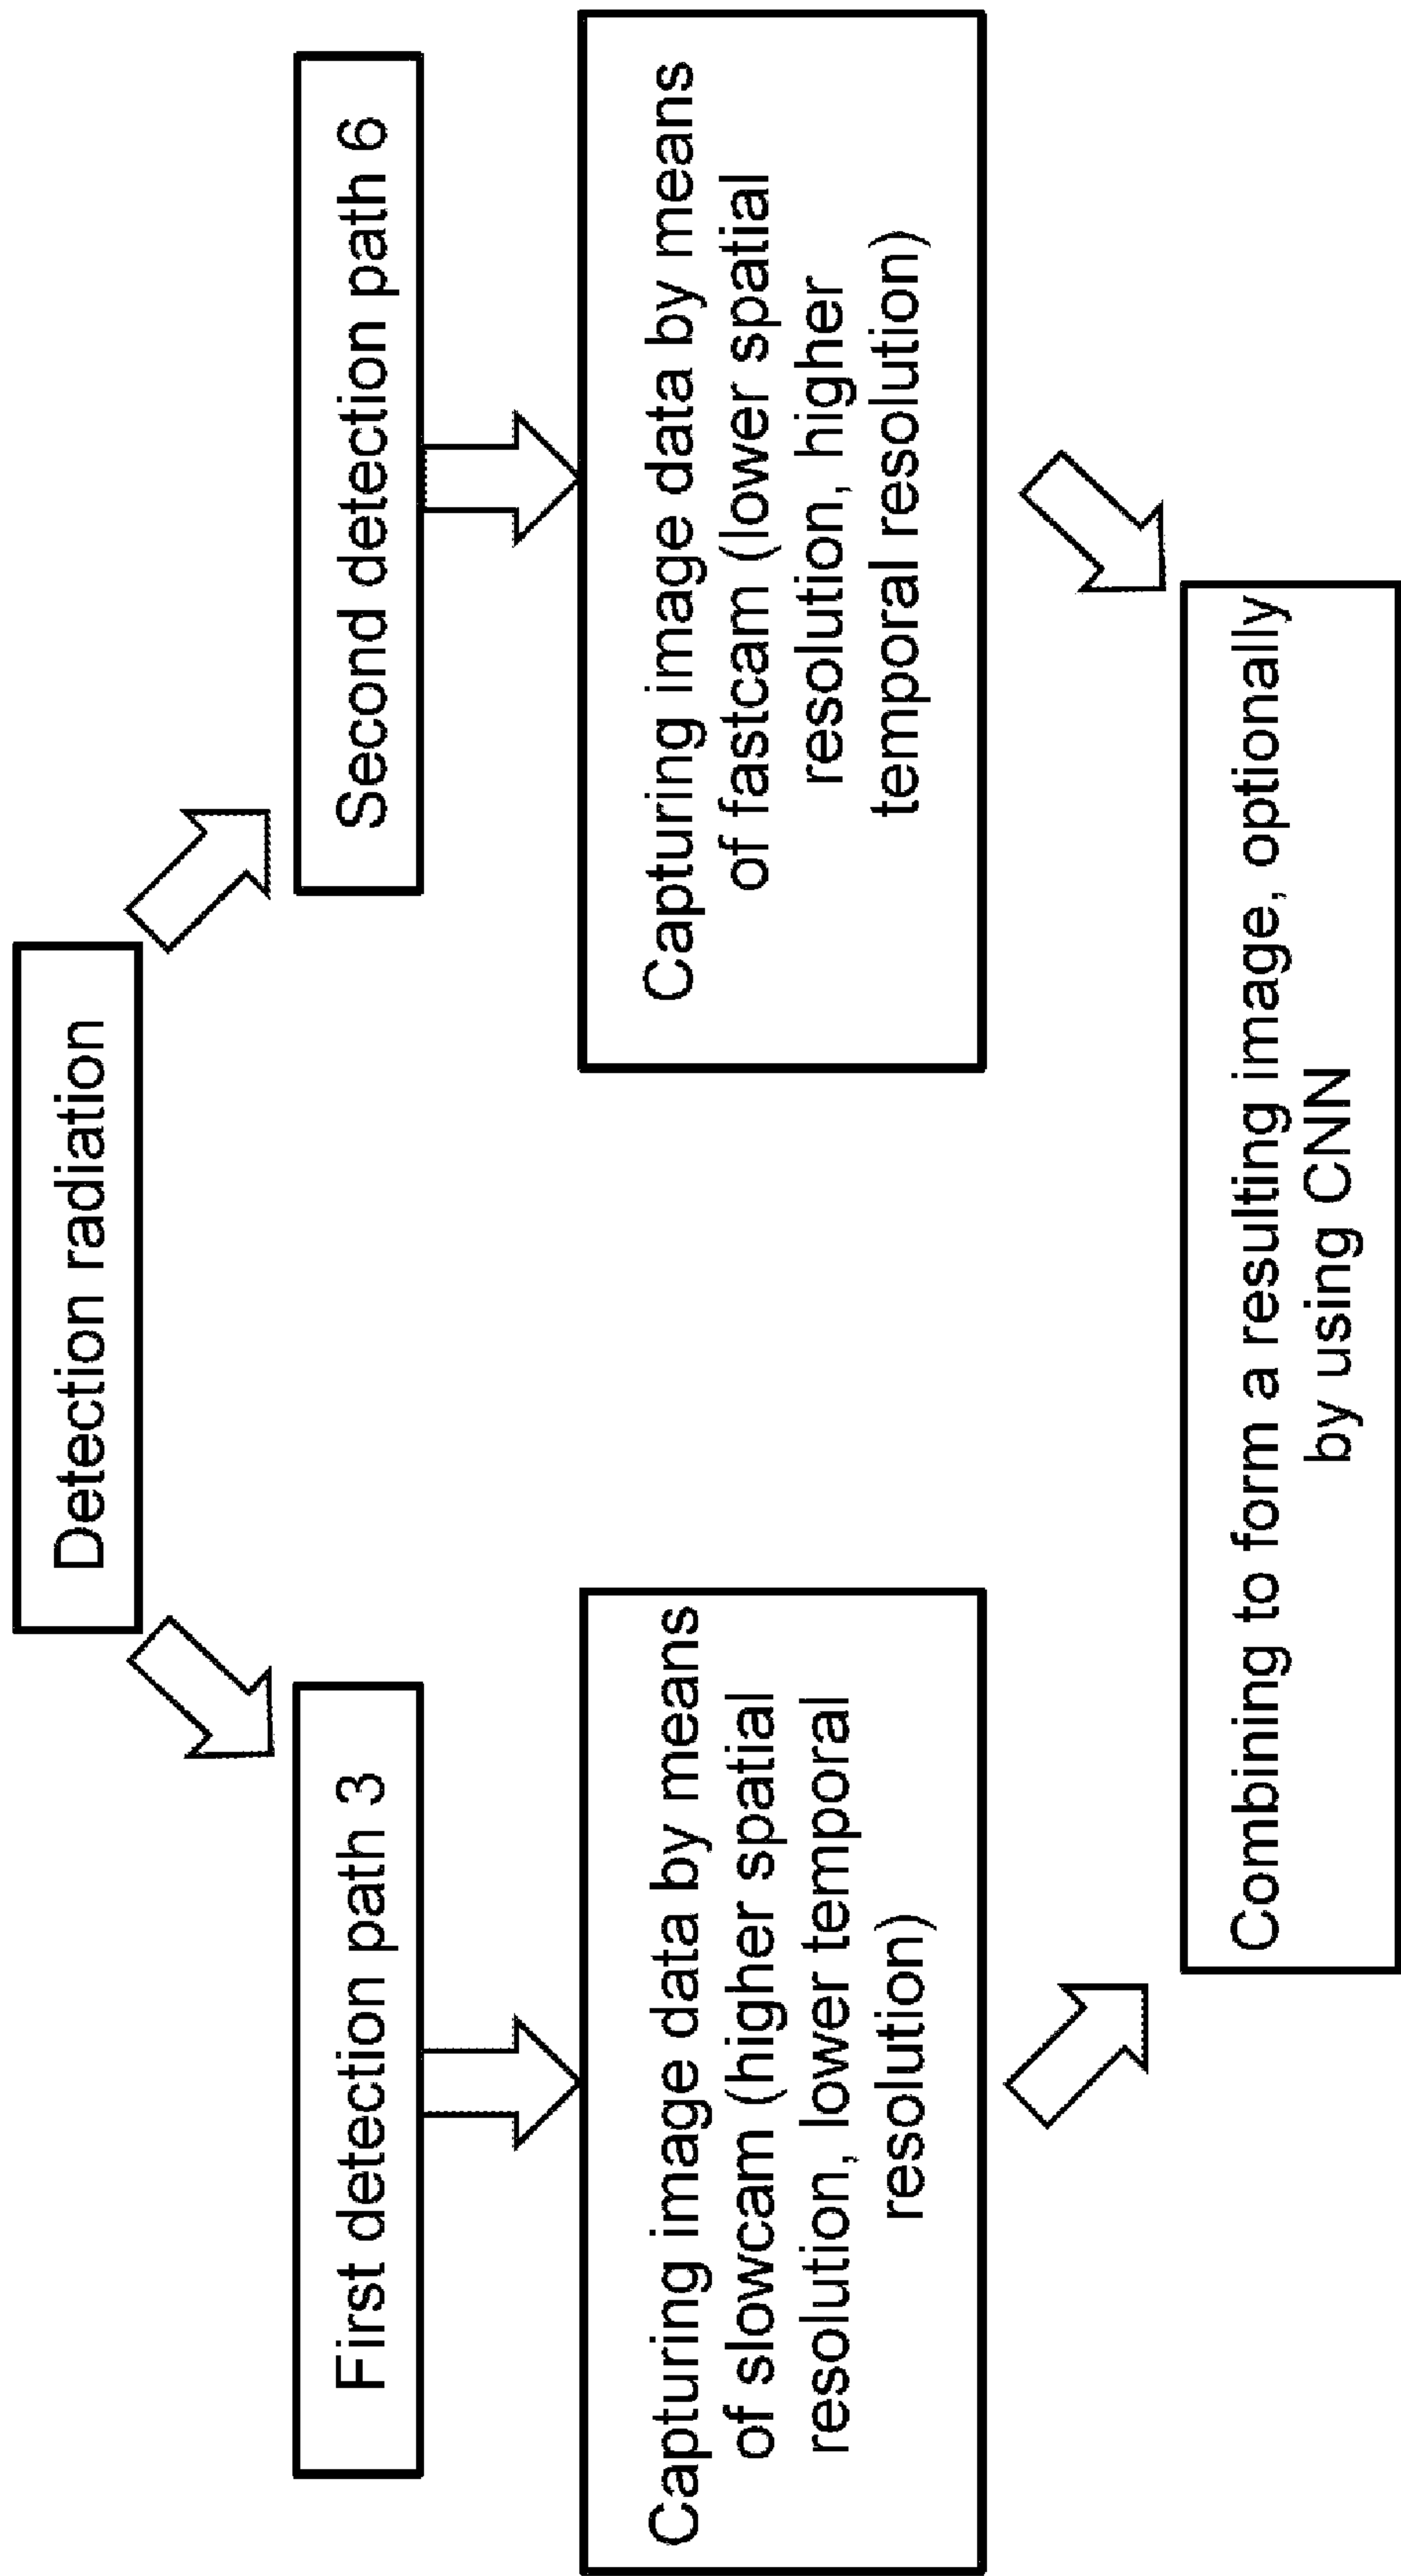 Detection radiation
First detection path 3
Second detection path 6
Capturing image data by means
of slowcam (higher spatial
resolution, lower temporal
resolution)
Capturing image data by means
of fastcam (lower spatial
resolution, higher
temporal resolution)
Combining to form a resulting image, optionally
by using CNN